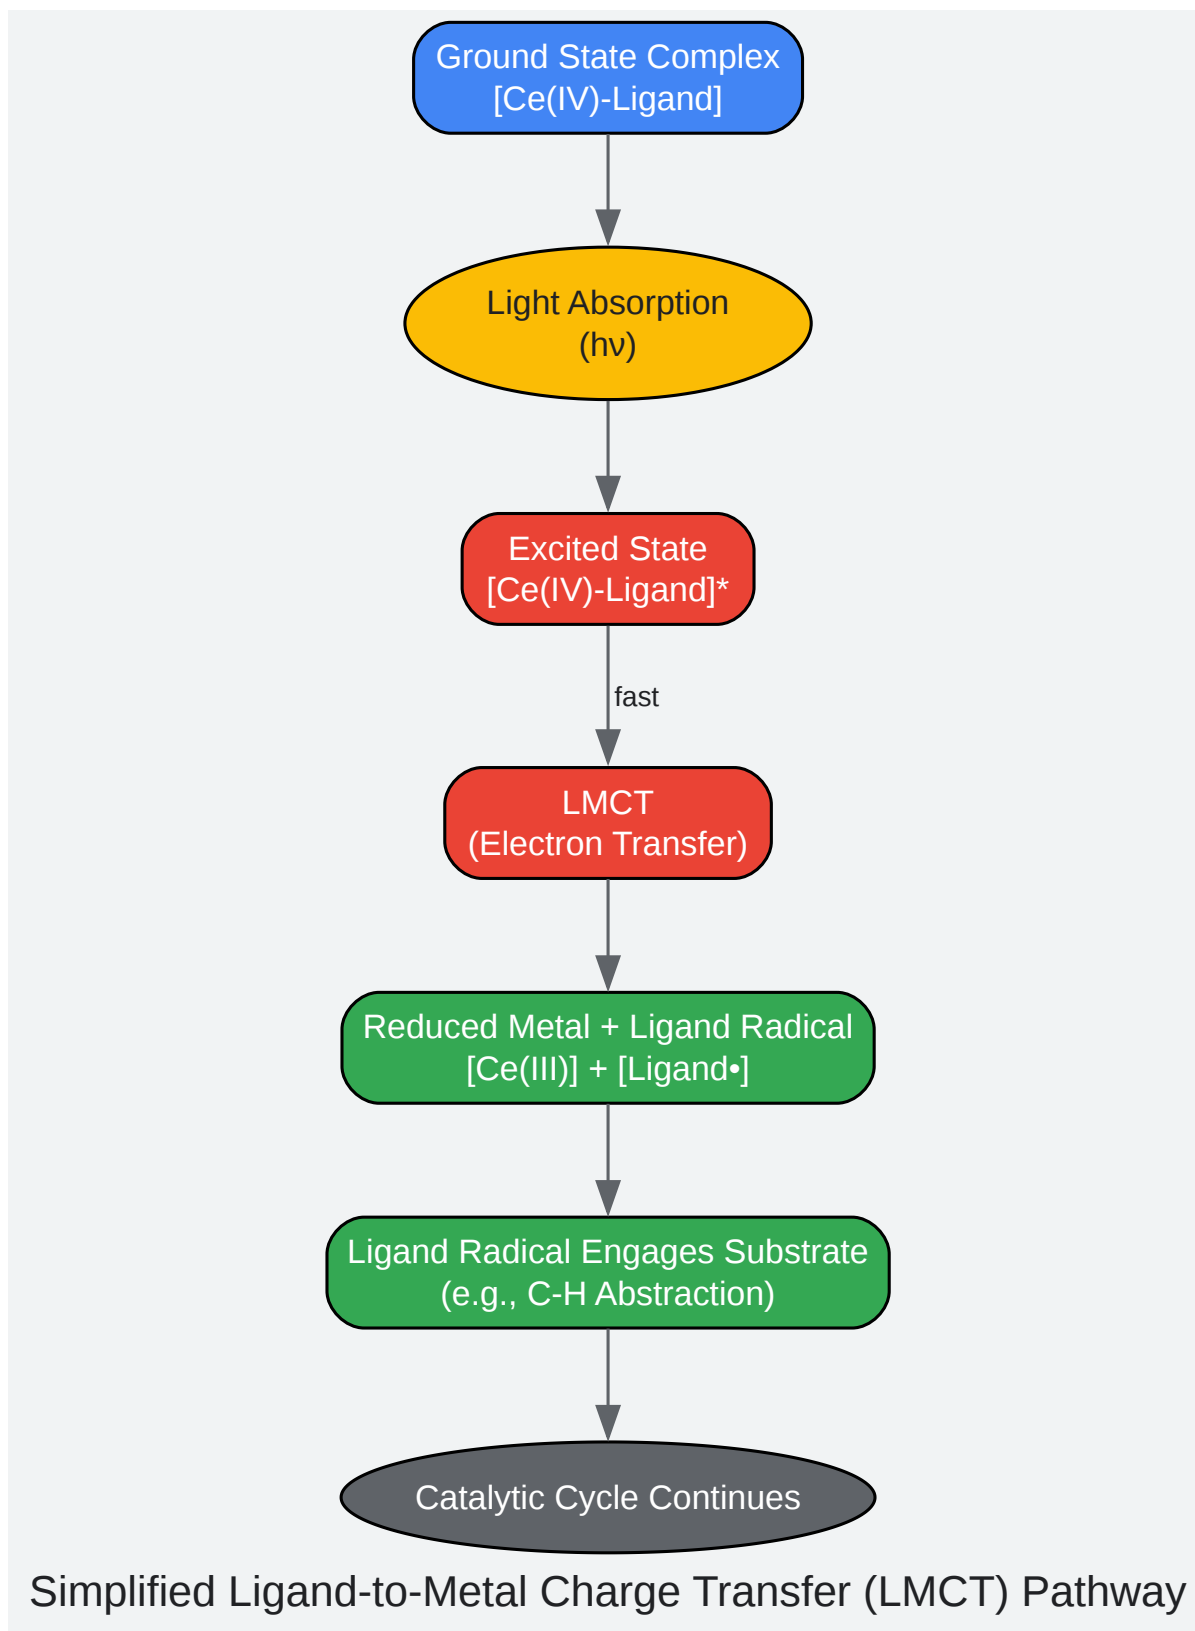 Ground State Complex
[Ce(IV)-Ligand]
Light Absorption
(hν)
Excited State
[Ce(IV)-Ligand]*
fast
LMCT
(Electron Transfer)
Reduced Metal + Ligand Radical
[Ce(III)] + [Ligand•]
Ligand Radical Engages Substrate
(e.g., C-H Abstraction)
Catalytic Cycle Continues
Simplified Ligand-to-Metal Charge Transfer (LMCT) Pathway